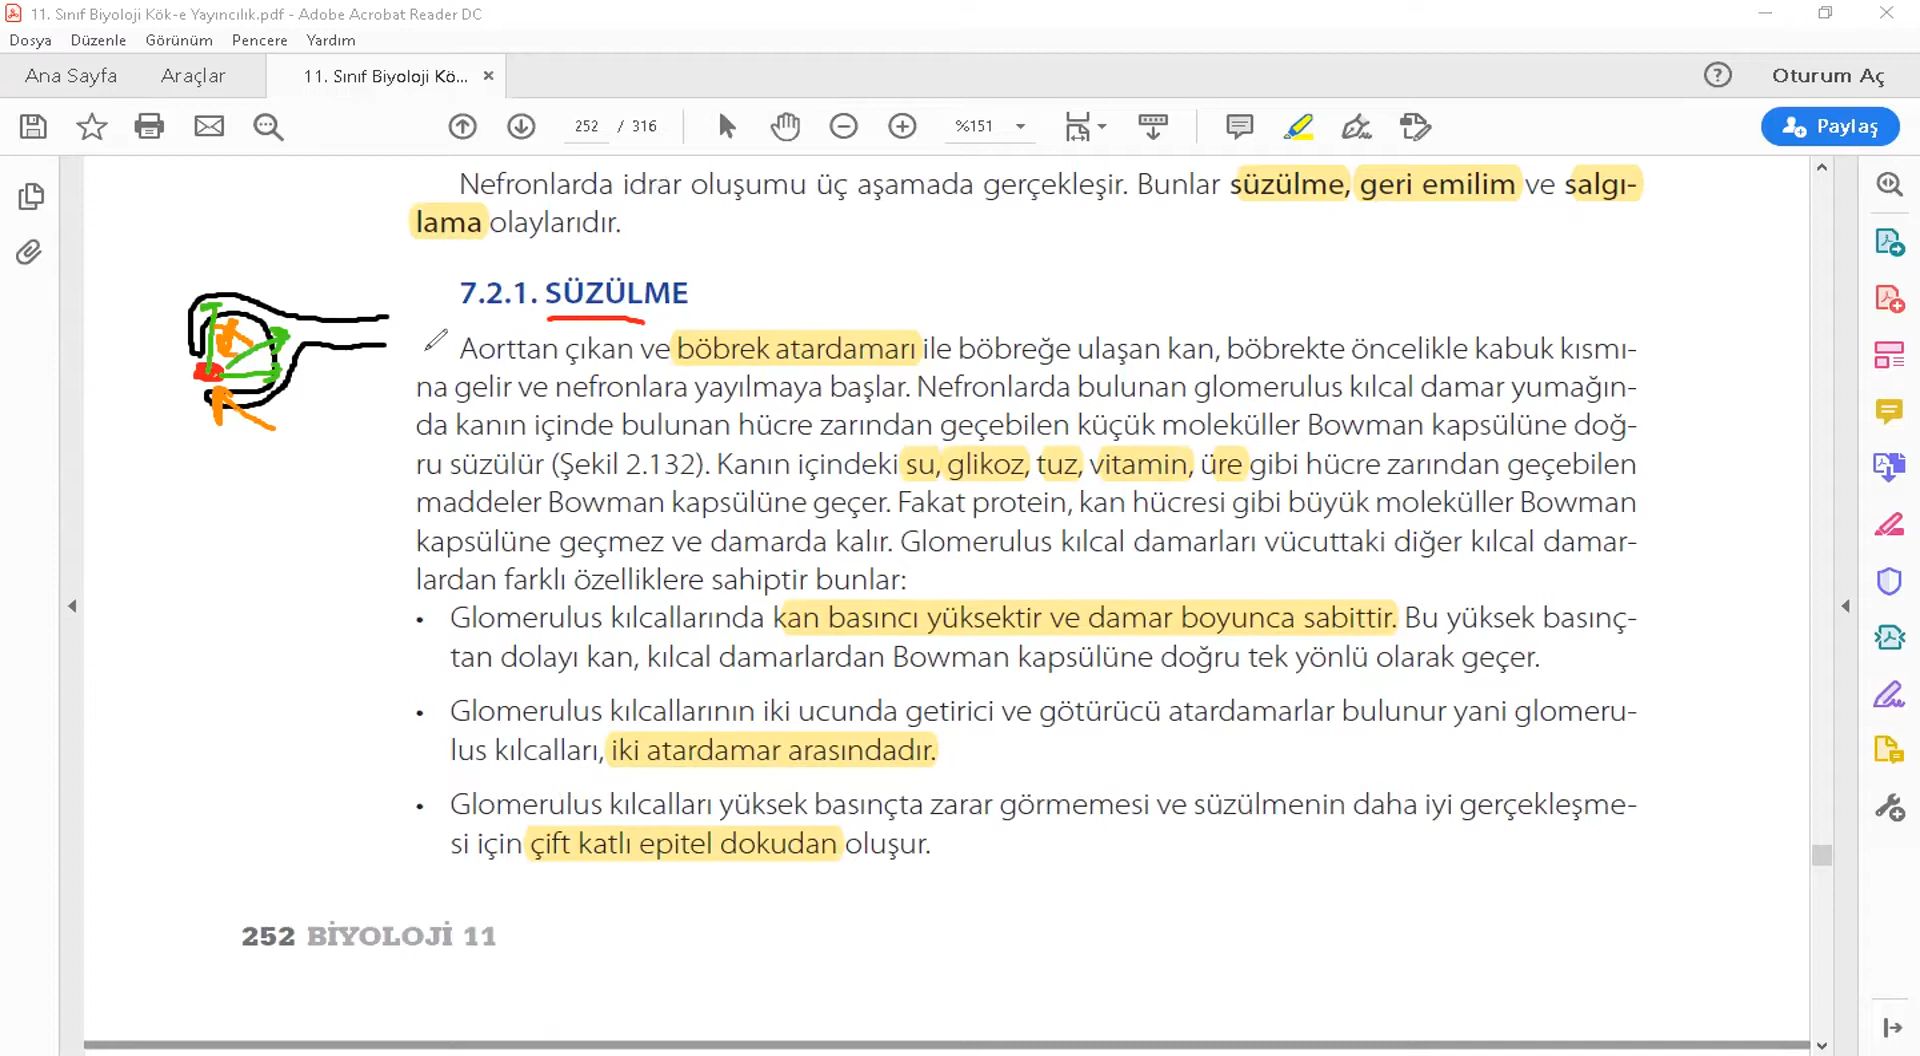 11. Sınıf Biyoloji Kök-e Yayıncılık.pdf - Adobe Acrobat Reader DC
Dosya Düzenle Görünüm Pencere Yardım
Ana Sayfa Araçlar 11. Sınıf Biyoloji Kö... Oturum Aç
252 / 316 %151 Paylaş
Nefronlarda idrar oluşumu üç aşamada gerçekleşir. Bunlar süzülme, geri emilim ve salgı-
lama olaylarıdır.
7.2.1. SÜZÜLME
Aorttan çıkan ve böbrek atardamarı ile böbreğe ulaşan kan, böbrekte öncelikle kabuk kısmı-
na gelir ve nefronlara yayılmaya başlar. Nefronlarda bulunan glomerulus kılcal damar yumağın-
da kanın içinde bulunan hücre zarından geçebilen küçük moleküller Bowman kapsülüne doğ-
ru süzülür (Şekil 2.132). Kanın içindeki su, glikoz, tuz, vitamin, üre gibi hücre zarından geçebilen
maddeler Bowman kapsülüne geçer. Fakat protein, kan hücresi gibi büyük moleküller Bowman
kapsülüne geçmez ve damarda kalır. Glomerulus kılcal damarları vücuttaki diğer kılcal damar-
lardan farklı özelliklere sahiptir bunlar:
• Glomerulus kılcallarında kan basıncı yüksektir ve damar boyunca sabittir. Bu yüksek basınç-
tan dolayı kan, kılcal damarlardan Bowman kapsülüne doğru tek yönlü olarak geçer.
• Glomerulus kılcallarının iki ucunda getirici ve götürücü atardamarlar bulunur yani glomeru-
lus kılcalları, iki atardamar arasındadır.
• Glomerulus kılcalları yüksek basınçta zarar görmemesi ve süzülmenin daha iyi gerçekleşme-
si için çift katlı epitel dokudan oluşur.
252 BİYOLOJİ 11